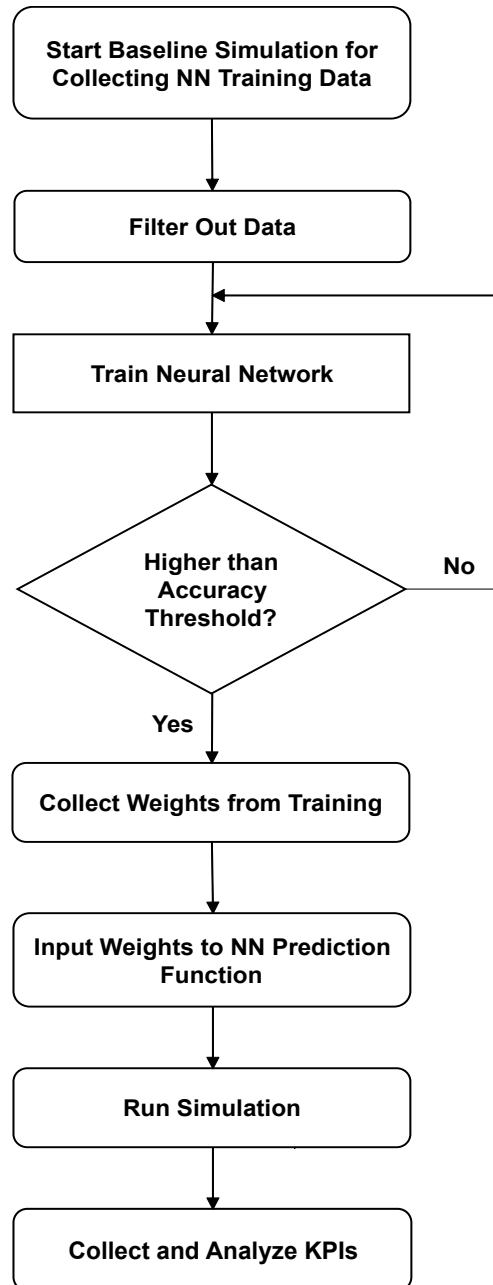 Start Baseline Simulation for
Collecting NN Training Data
Filter Out Data
Train Neural Network
Higher than
Accuracy
Threshold?
No
Yes
Collect Weights from Training
Input Weights to NN Prediction
Function
Run Simulation
Collect and Analyze KPIs